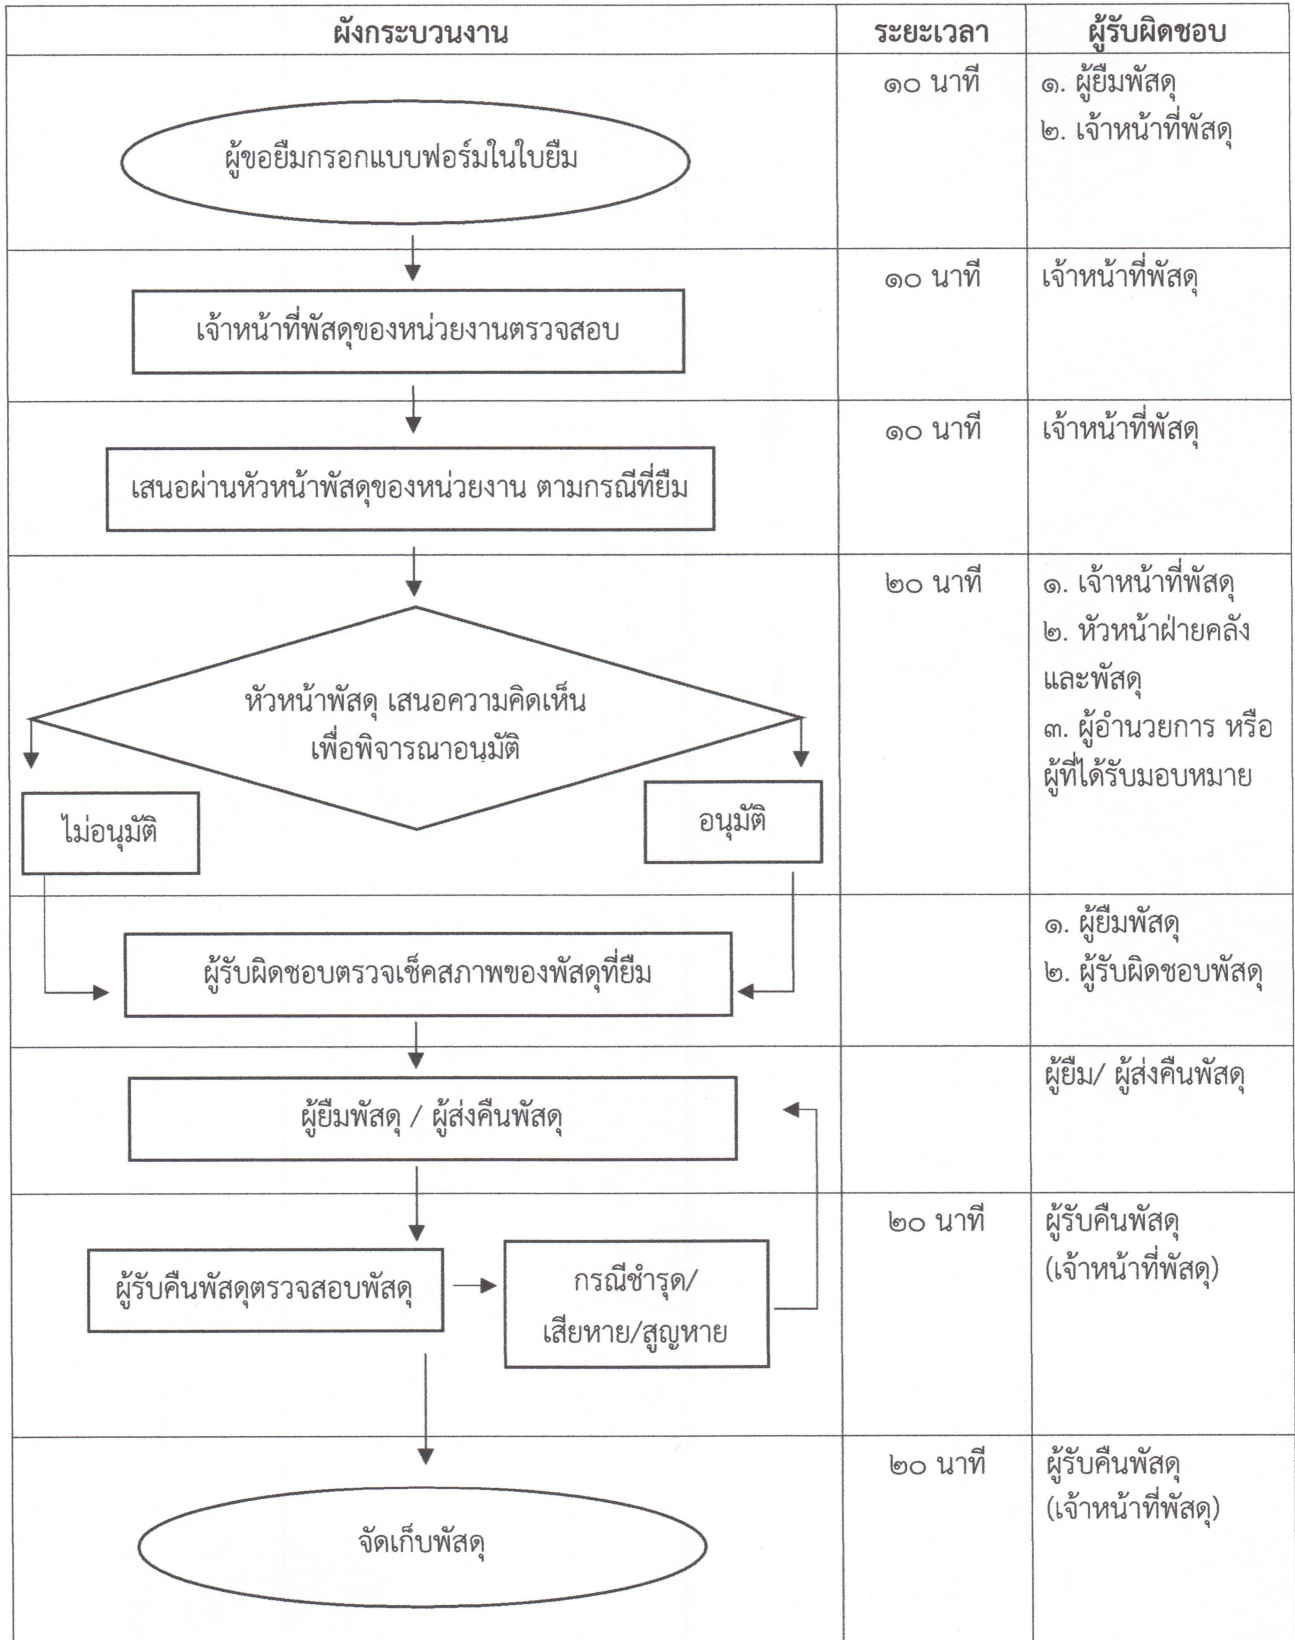 ผังกระบวนงาน ระยะเวลา ผู้รับผิดชอบ
ผู้ขอยืมกรอกแบบฟอร์มในใบยืม
๑๐ นาที
๑. ผู้ยืมพัสดุ
๒. เจ้าหน้าที่พัสดุ
เจ้าหน้าที่พัสดุของหน่วยงานตรวจสอบ
๑๐ นาที
เจ้าหน้าที่พัสดุ
เสนอผ่านหัวหน้าพัสดุของหน่วยงาน ตามกรณีที่ยืม
๑๐ นาที
เจ้าหน้าที่พัสดุ
หัวหน้าพัสดุ เสนอความคิดเห็น
เพื่อพิจารณาอนุมัติ
ไม่อนุมัติ
อนุมัติ
๒๐ นาที
๑. เจ้าหน้าที่พัสดุ
๒. หัวหน้าฝ่ายคลัง
และพัสดุ
๓. ผู้อำนวยการ หรือ
ผู้ที่ได้รับมอบหมาย
ผู้รับผิดชอบตรวจเช็คสภาพของพัสดุที่ยืม
๑. ผู้ยืมพัสดุ
๒. ผู้รับผิดชอบพัสดุ
ผู้ยืมพัสดุ / ผู้ส่งคืนพัสดุ
ผู้ยืม/ ผู้ส่งคืนพัสดุ
ผู้รับคืนพัสดุตรวจสอบพัสดุ
กรณีชำรุด/
เสียหาย/สูญหาย
๒๐ นาที
ผู้รับคืนพัสดุ
(เจ้าหน้าที่พัสดุ)
จัดเก็บพัสดุ
๒๐ นาที
ผู้รับคืนพัสดุ
(เจ้าหน้าที่พัสดุ)